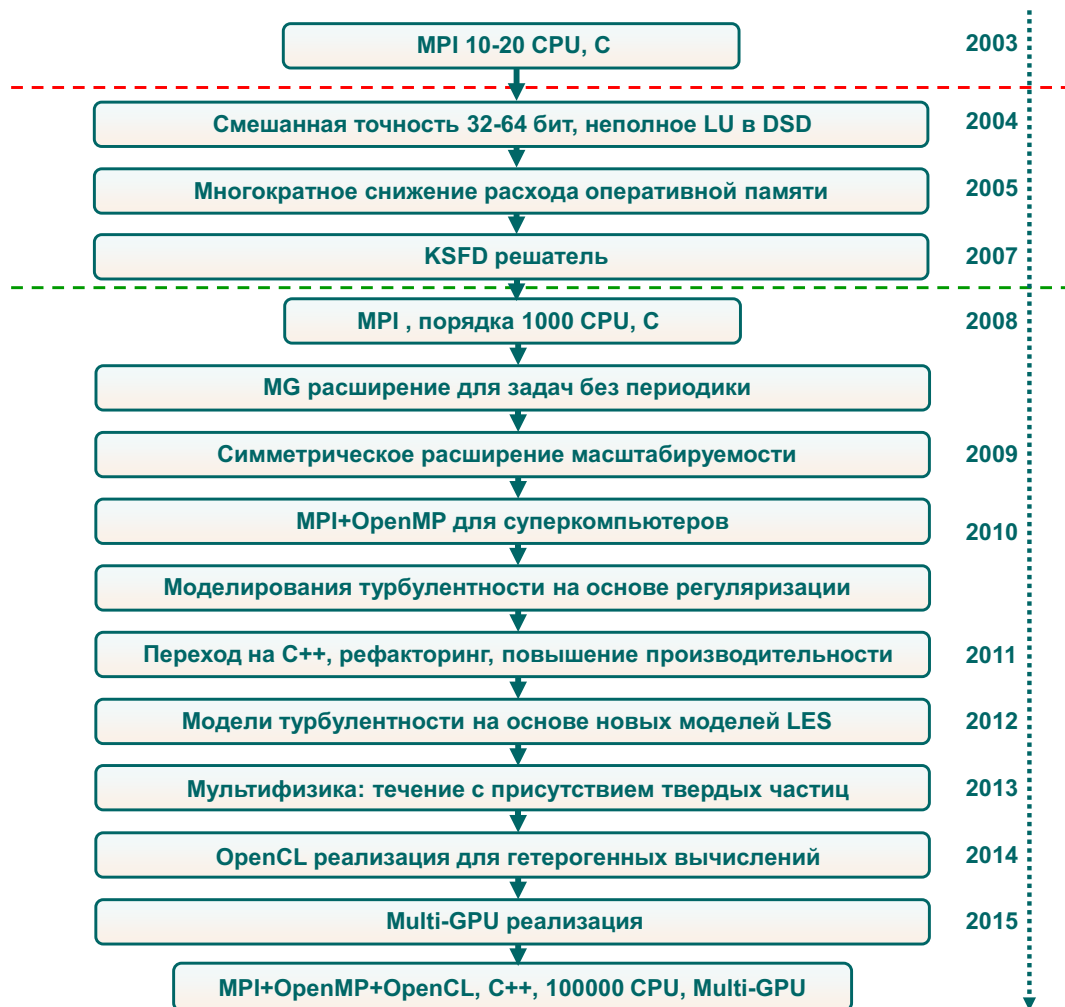 MPI 10-20 CPU, C
2003
Смешанная точность 32-64 бит, неполное LU в DSD
2004
Многократное снижение расхода оперативной памяти
2005
KSFD решатель
2007
MPI , порядка 1000 CPU, C
2008
MG расширение для задач без периодики
Симметрическое расширение масштабируемости
2009
MPI+OpenMP для суперкомпьютеров
2010
Моделирования турбулентности на основе регуляризации
Переход на C++, рефакторинг, повышение производительности
2011
Модели турбулентности на основе новых моделей LES
2012
Мультифизика: течение с присутствием твердых частиц
2013
OpenCL реализация для гетерогенных вычислений
2014
Multi-GPU реализация
2015
MPI+OpenMP+OpenCL, C++, 100000 CPU, Multi-GPU